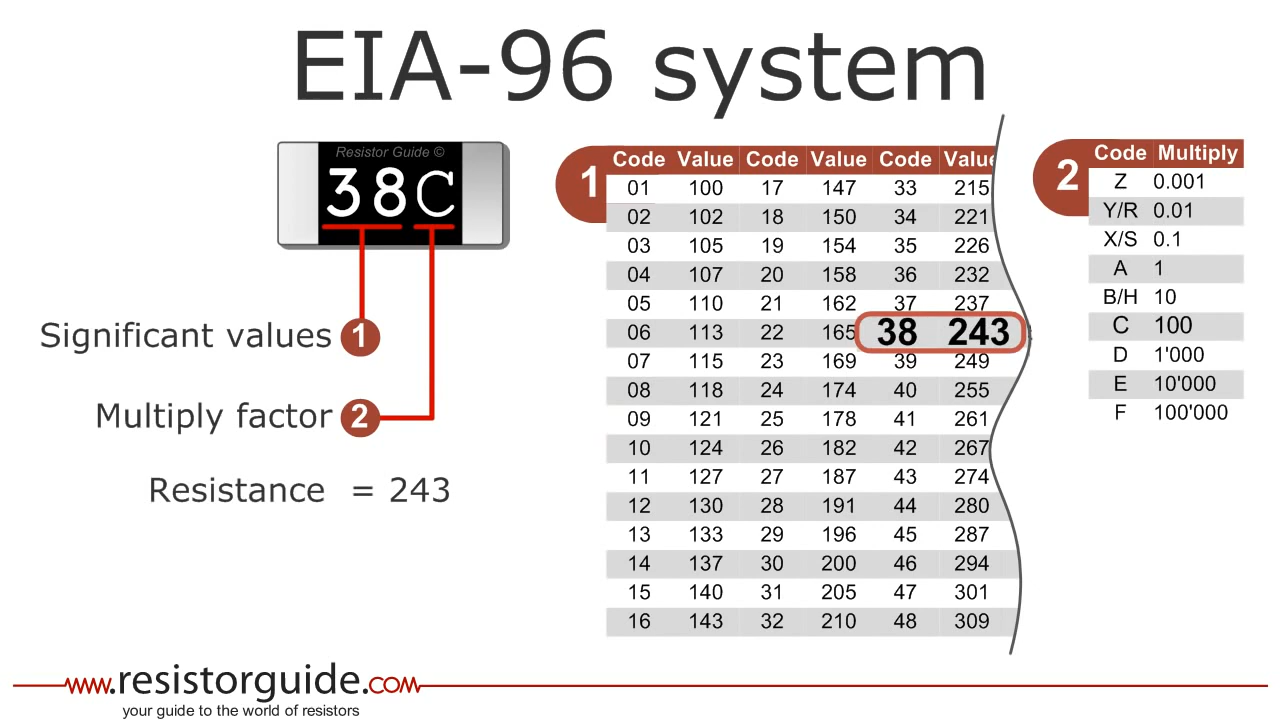 EIA-96 system
Resistor Guide ©
38C
Significant values 1
Multiply factor 2
Resistance = 243
1
Code Value Code Value Code Value
01 100 17 147 33 215
02 102 18 150 34 221
03 105 19 154 35 226
04 107 20 158 36 232
05 110 21 162 37 237
06 113 22 165 38 243
07 115 23 169 39 249
08 118 24 174 40 255
09 121 25 178 41 261
10 124 26 182 42 267
11 127 27 187 43 274
12 130 28 191 44 280
13 133 29 196 45 287
14 137 30 200 46 294
15 140 31 205 47 301
16 143 32 210 48 309
2
Code Multiply
Z 0.001
Y/R 0.01
X/S 0.1
A 1
B/H 10
C 100
D 1'000
E 10'000
F 100'000
www.resistorguide.com
your guide to the world of resistors